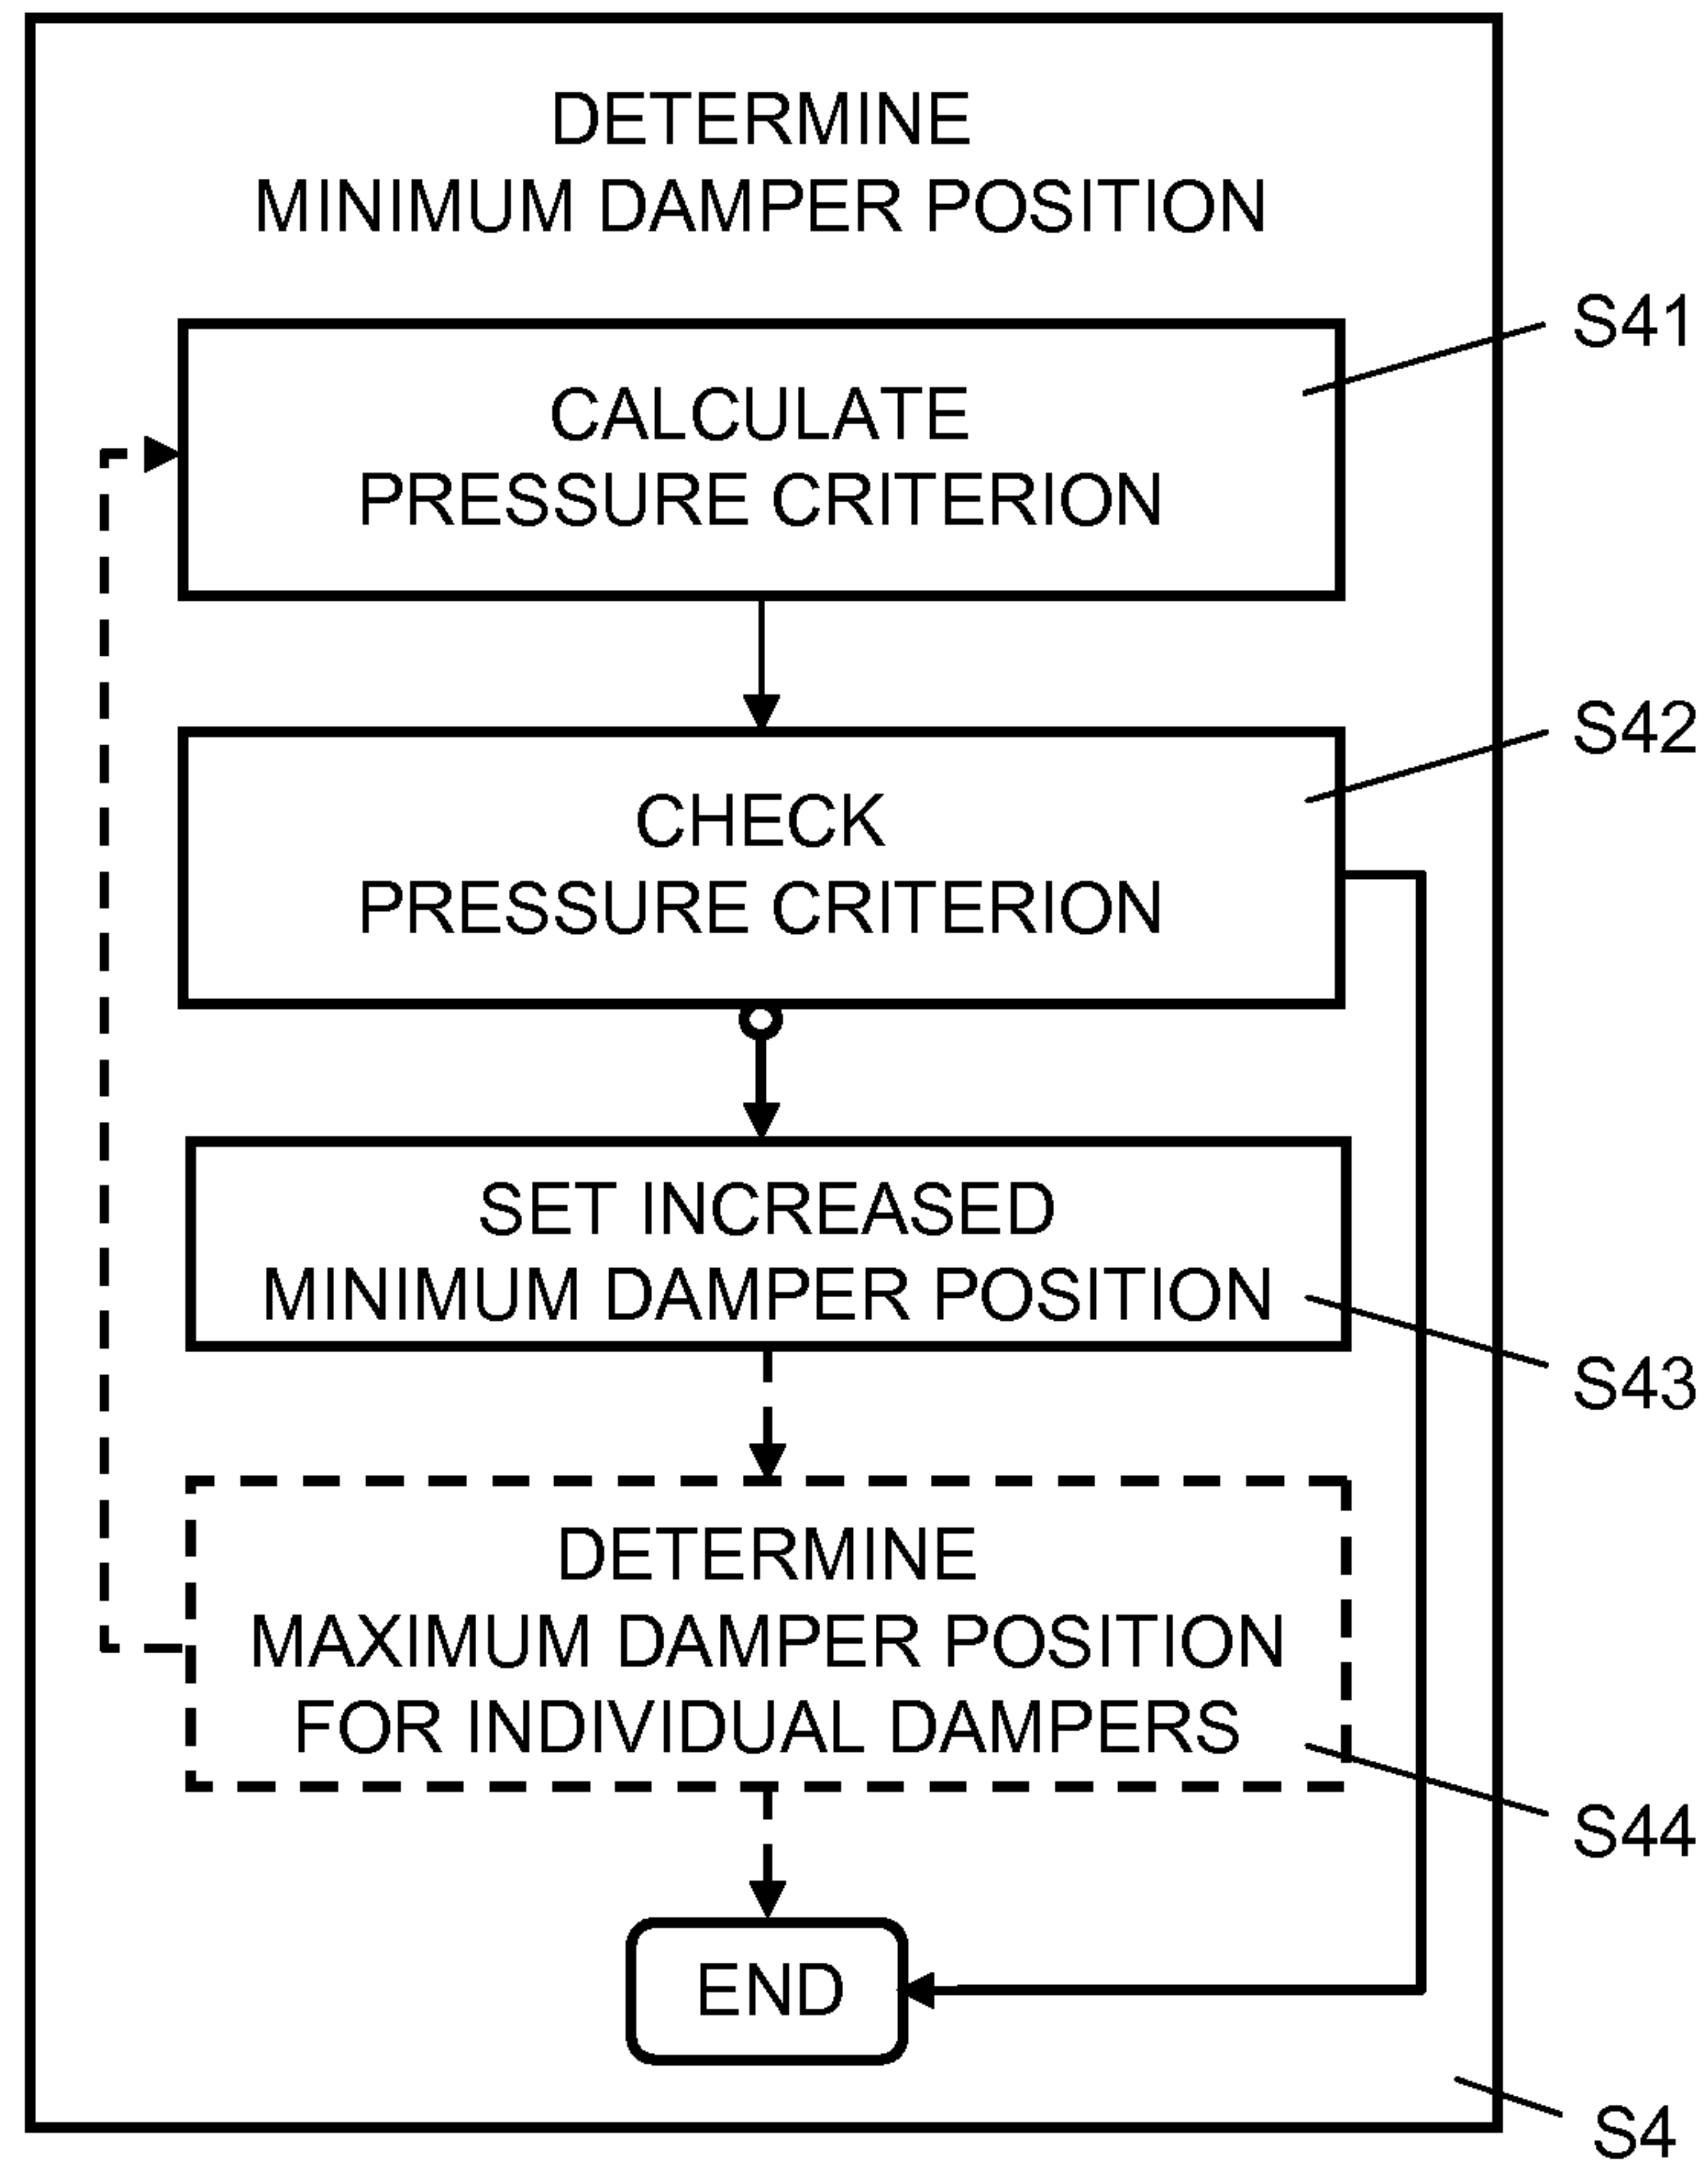 DETERMINE
MINIMUM DAMPER POSITION
S41
CALCULATE
PRESSURE CRITERION
S42
CHECK
PRESSURE CRITERION
SET INCREASED
MINIMUM DAMPER POSITION
S43
DETERMINE
MAXIMUM DAMPER POSITION
FOR INDIVIDUAL DAMPERS
S44
END
S4